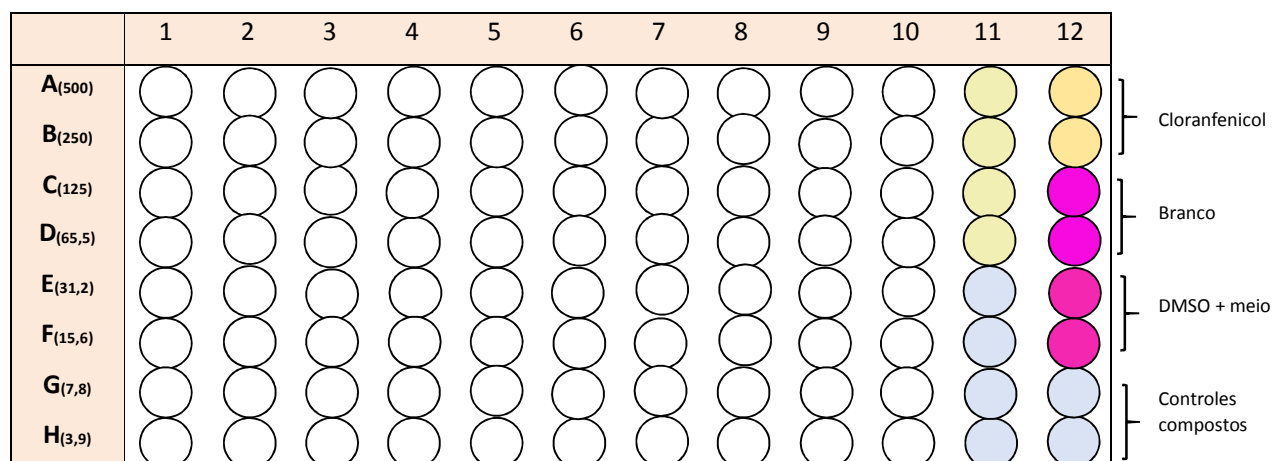 1 2 3 4 5 6 7 8 9 10 11 12
A(500)
B(250)
Cloranfenicol
C(125)
D(65,5)
Branco
E(31,2)
DMSO + meio
F(15,6)
G(7,8)
Controles
compostos
H(3,9)